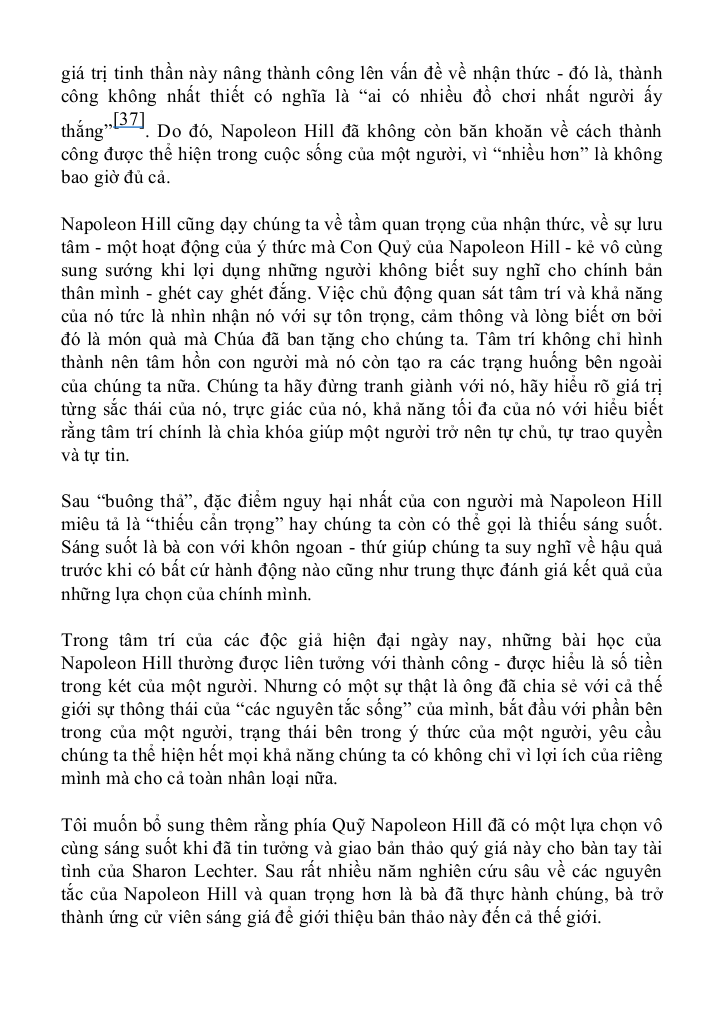 giá trị tinh thần này nâng thành công lên vấn đề về nhận thức - đó là, thành
công không nhất thiết có nghĩa là “ai có nhiều đồ chơi nhất người ấy
thắng”[37]. Do đó, Napoleon Hill đã không còn băn khoăn về cách thành
công được thể hiện trong cuộc sống của một người, vì “nhiều hơn” là không
bao giờ đủ cả.
Napoleon Hill cũng dạy chúng ta về tầm quan trọng của nhận thức, về sự lưu
tâm - một hoạt động của ý thức mà Con Quỷ của Napoleon Hill - kẻ vô cùng
sung sướng khi lợi dụng những người không biết suy nghĩ cho chính bản
thân mình - ghét cay ghét đắng. Việc chủ động quan sát tâm trí và khả năng
của nó tức là nhìn nhận nó với sự tôn trọng, cảm thông và lòng biết ơn bởi
đó là món quà mà Chúa đã ban tặng cho chúng ta. Tâm trí không chỉ hình
thành nên tâm hồn con người mà nó còn tạo ra các trạng huống bên ngoài
của chúng ta nữa. Chúng ta hãy đừng tranh giành với nó, hãy hiểu rõ giá trị
từng sắc thái của nó, trực giác của nó, khả năng tối đa của nó với hiểu biết
rằng tâm trí chính là chìa khóa giúp một người trở nên tự chủ, tự trao quyền
và tự tin.
Sau “buông thả”, đặc điểm nguy hại nhất của con người mà Napoleon Hill
miêu tả là “thiếu cẩn trọng” hay chúng ta còn có thể gọi là thiếu sáng suốt.
Sáng suốt là bà con với khôn ngoan - thứ giúp chúng ta suy nghĩ về hậu quả
trước khi có bất cứ hành động nào cũng như trung thực đánh giá kết quả của
những lựa chọn của chính mình.
Trong tâm trí của các độc giả hiện đại ngày nay, những bài học của
Napoleon Hill thường được liên tưởng với thành công - được hiểu là số tiền
trong két của một người. Nhưng có một sự thật là ông đã chia sẻ với cả thế
giới sự thông thái của “các nguyên tắc sống” của mình, bắt đầu với phần bên
trong của một người, trạng thái bên trong ý thức của một người, yêu cầu
chúng ta thể hiện hết mọi khả năng chúng ta có không chỉ vì lợi ích của riêng
mình mà cho cả toàn nhân loại nữa.
Tôi muốn bổ sung thêm rằng phía Quỹ Napoleon Hill đã có một lựa chọn vô
cùng sáng suốt khi đã tin tưởng và giao bản thảo quý giá này cho bàn tay tài
tình của Sharon Lechter. Sau rất nhiều năm nghiên cứu sâu về các nguyên
tắc của Napoleon Hill và quan trọng hơn là bà đã thực hành chúng, bà trở
thành ứng cử viên sáng giá để giới thiệu bản thảo này đến cả thế giới.